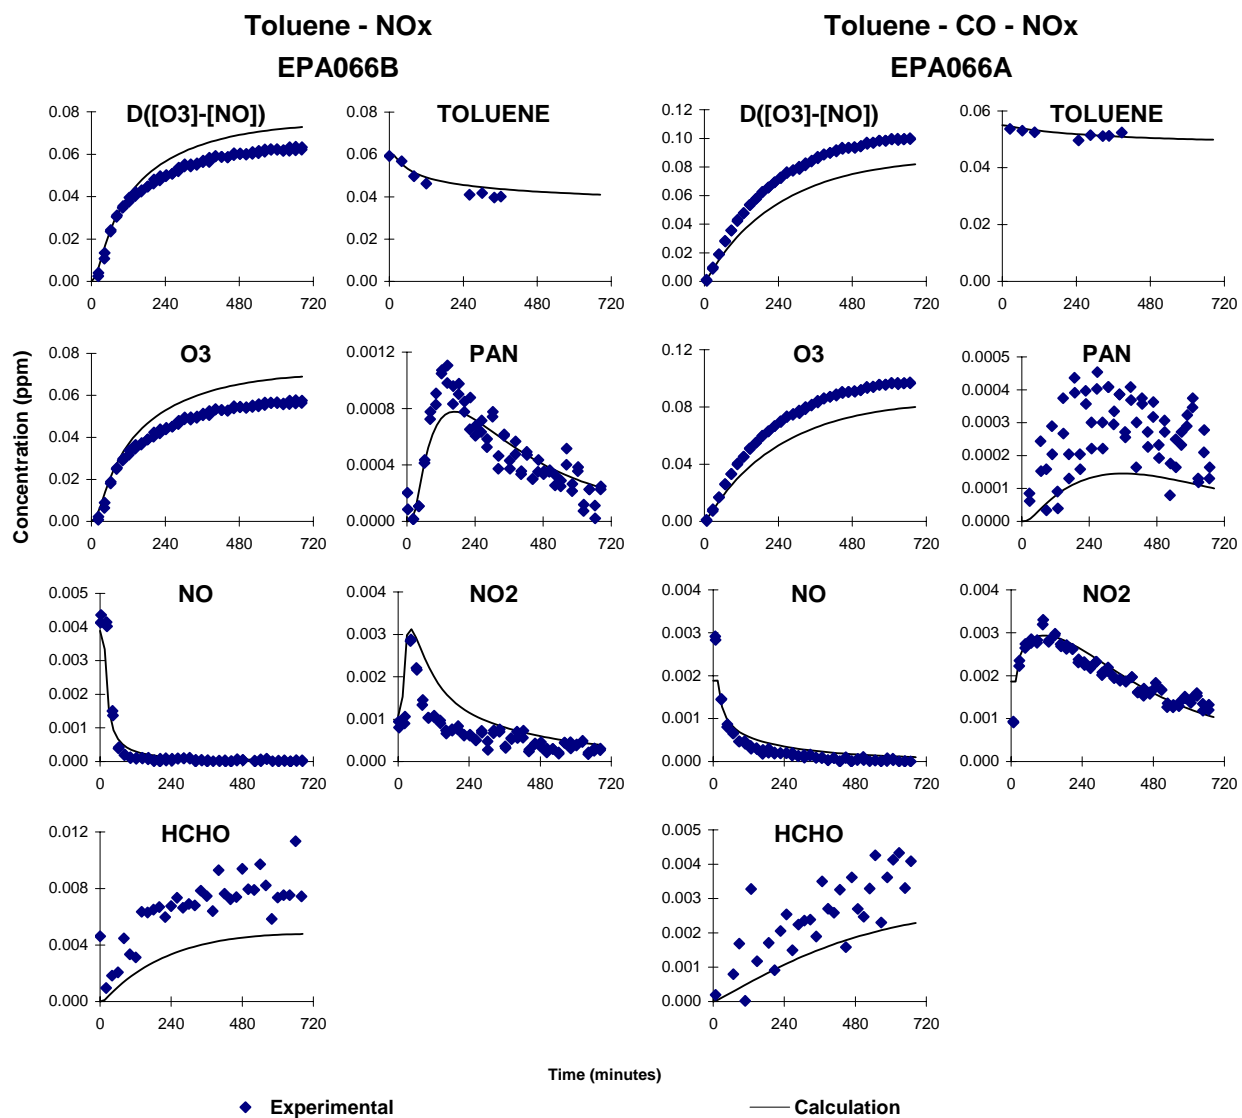 Toluene - NOx
Toluene - CO - NOx
EPA066B
EPA066A
D([O3]-[NO])
0.08
0.06
0.04
0.02
0.00
0 240 480 720
TOLUENE
0.08
0.06
0.04
0.02
0.00
0 240 480 720
D([O3]-[NO])
0.12
0.10
0.08
0.06
0.04
0.02
0.00
0 240 480 720
TOLUENE
0.06
0.04
0.02
0.00
0 240 480 720
Concentration (ppm)
O3
0.08
0.06
0.04
0.02
0.00
0 240 480 720
PAN
0.0012
0.0008
0.0004
0.0000
0 240 480 720
O3
0.12
0.08
0.04
0.00
0 240 480 720
PAN
0.0005
0.0004
0.0003
0.0002
0.0001
0.0000
0 240 480 720
NO
0.005
0.004
0.003
0.002
0.001
0.000
0 240 480 720
NO2
0.004
0.003
0.002
0.001
0.000
0 240 480 720
NO
0.004
0.003
0.002
0.001
0.000
0 240 480 720
NO2
0.004
0.003
0.002
0.001
0.000
0 240 480 720
HCHO
0.012
0.008
0.004
0.000
0 240 480 720
HCHO
0.005
0.004
0.003
0.002
0.001
0.000
0 240 480 720
Time (minutes)
Experimental
Calculation